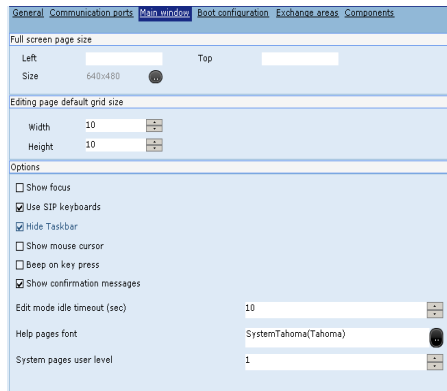 General Communication ports Main window Boot configuration Exchange areas Components
Full screen page size
Left Top
Size 640x480
Editing page default grid size
Width 10
Height 10
Options
Show focus
Use SIP keyboards
Hide Taskbar
Show mouse cursor
Beep on key press
Show confirmation messages
Edit mode idle timeout (sec) 10
Help pages font SystemTahoma(Tahoma)
System pages user level 1